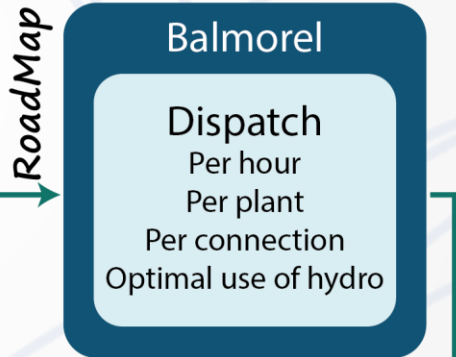 RoadMap
Balmorel
Dispatch
Per hour
Per plant
Per connection
Optimal use of hydro